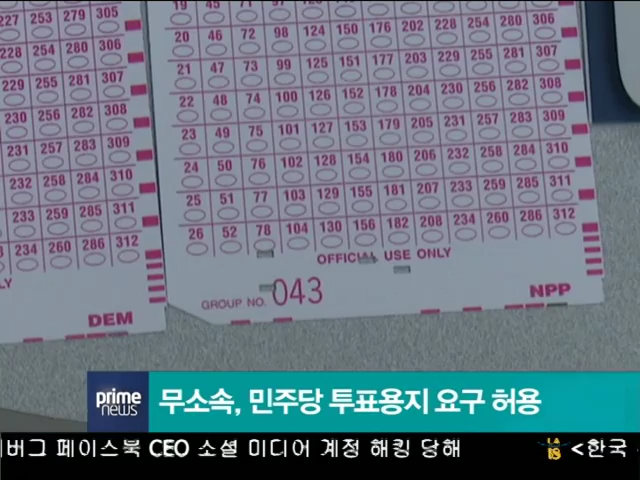 19 45 71 97
20 46 72 98 124 150 176 202 228 254 280 306
21 47 73 99 125 151 177 203 229 255 281 307
22 48 74 100 126 152 178 204 230 256 282 308
23 49 75 101 127 153 179 205 231 257 283 309
24 50 76 102 128 154 180 206 232 258 284 310
25 51 77 103 129 155 181 207 233 259 285 311
26 52 78 104 130 156 182 208 234 260 286 312
OFFICIAL USE ONLY
GROUP NO. 043
NPP
227 253 279 305
228 254 280 306
229 255 281 307
230 256 282 308
231 257 283 309
232 258 284 310
233 259 285 311
234 260 286 312
LY
DEM
prime news
무소속, 민주당 투표용지 요구 허용
버그 페이스북 CEO 소셜 미디어 계정 해킹 당해
<한국